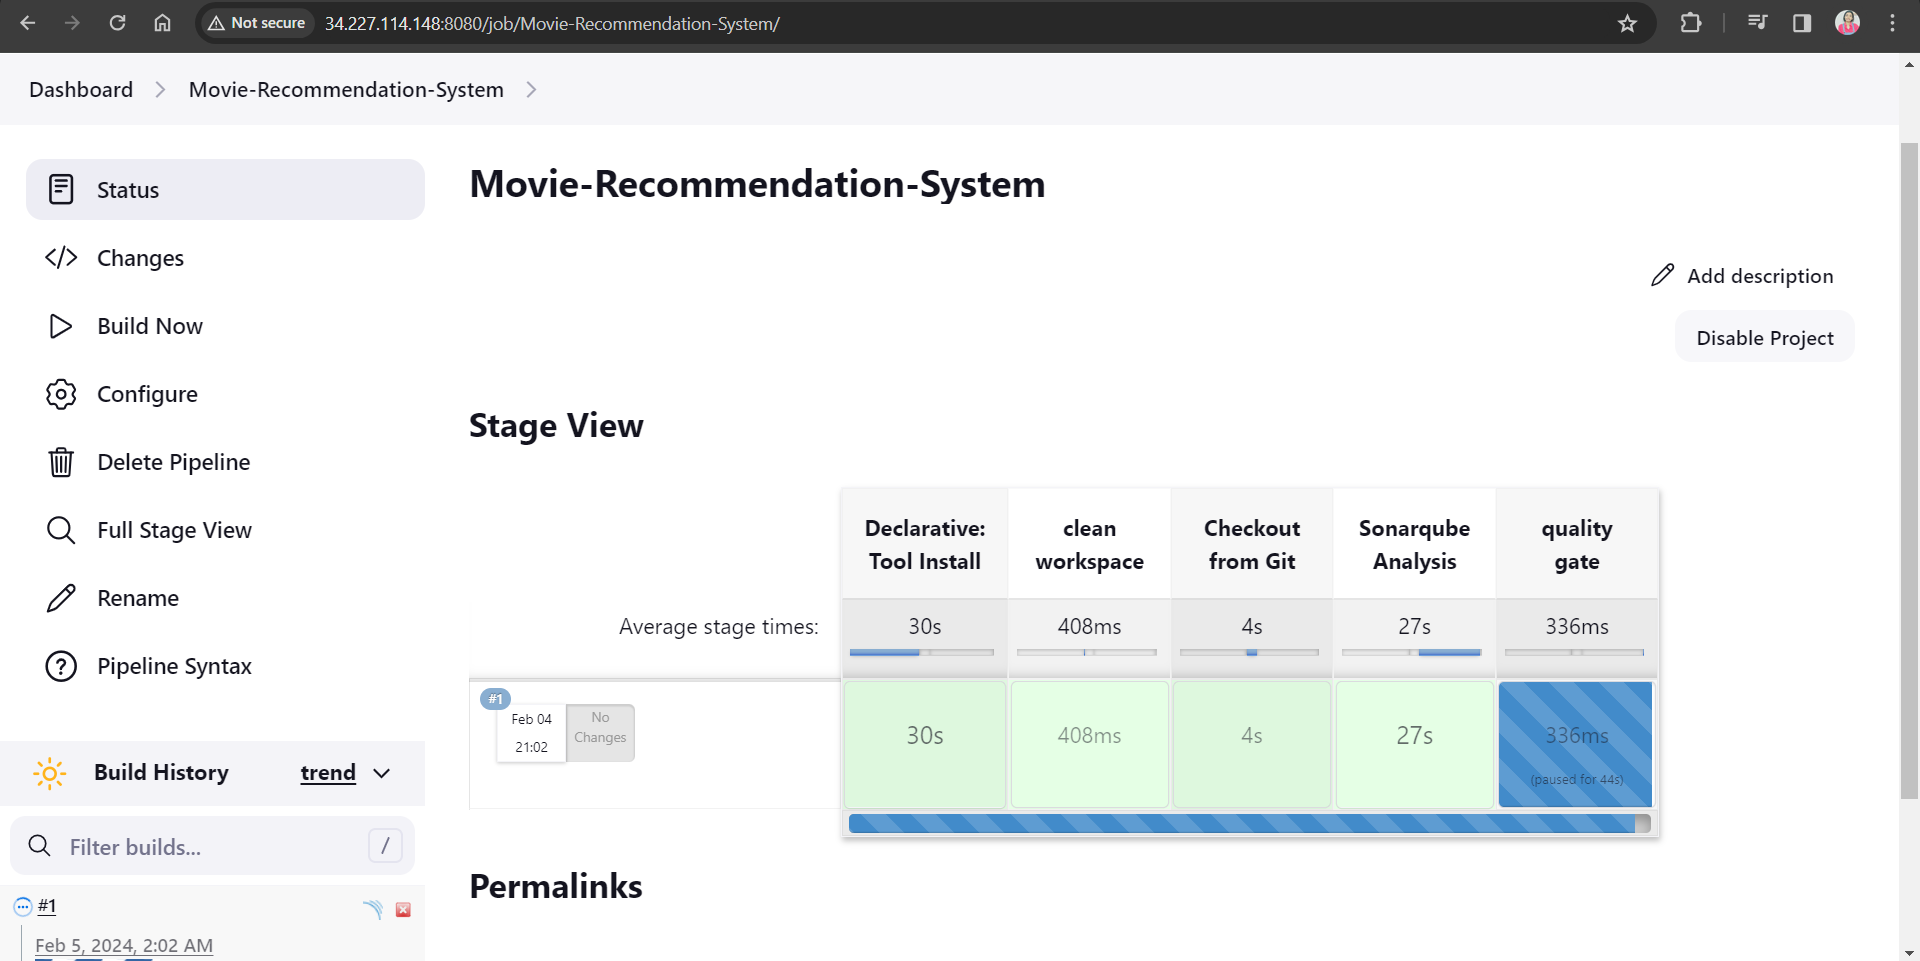 Not secure
34.227.114.148:8080/job/Movie-Recommendation-System/
Dashboard
Movie-Recommendation-System
Status
Changes
Build Now
Configure
Delete Pipeline
Full Stage View
Rename
Pipeline Syntax
Build History
trend
Filter builds...
/
#1
Feb 5, 2024, 2:02 AM
Movie-Recommendation-System
Add description
Disable Project
Stage View
Declarative:
Tool Install
clean
workspace
Checkout
from Git
Sonarqube
Analysis
quality
gate
Average stage times:
30s
408ms
4s
27s
336ms
#1
Feb 04
21:02
No
Changes
30s
408ms
4s
27s
336ms
(paused for 44s)
Permalinks